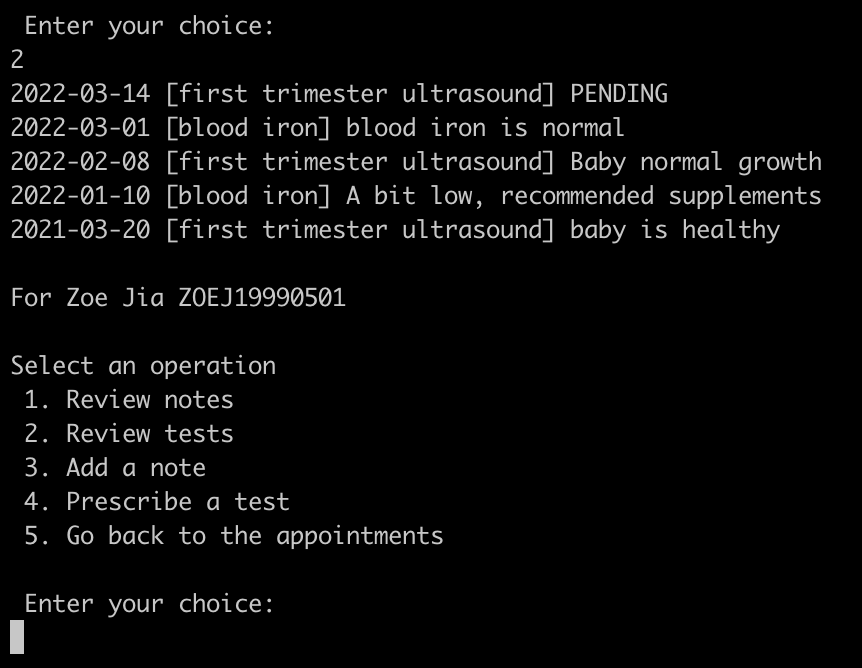 Enter your choice:
2
2022-03-14 [first trimester ultrasound] PENDING
2022-03-01 [blood iron] blood iron is normal
2022-02-08 [first trimester ultrasound] Baby normal growth
2022-01-10 [blood iron] A bit low, recommended supplements
2021-03-20 [first trimester ultrasound] baby is healthy
For Zoe Jia ZOEJ19990501
Select an operation
1. Review notes
2. Review tests
3. Add a note
4. Prescribe a test
5. Go back to the appointments
Enter your choice: